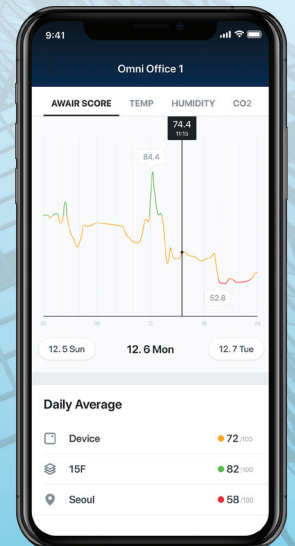 9:41
Omni Office 1
AWAIR SCORE TEMP HUMIDITY CO2
74.4
11:15
84.4
52.8
00 06 12 18 24
12. 5 Sun 12. 6 Mon 12. 7 Tue
Daily Average
Device 72 /100
15F 82 /100
Seoul 58 /100